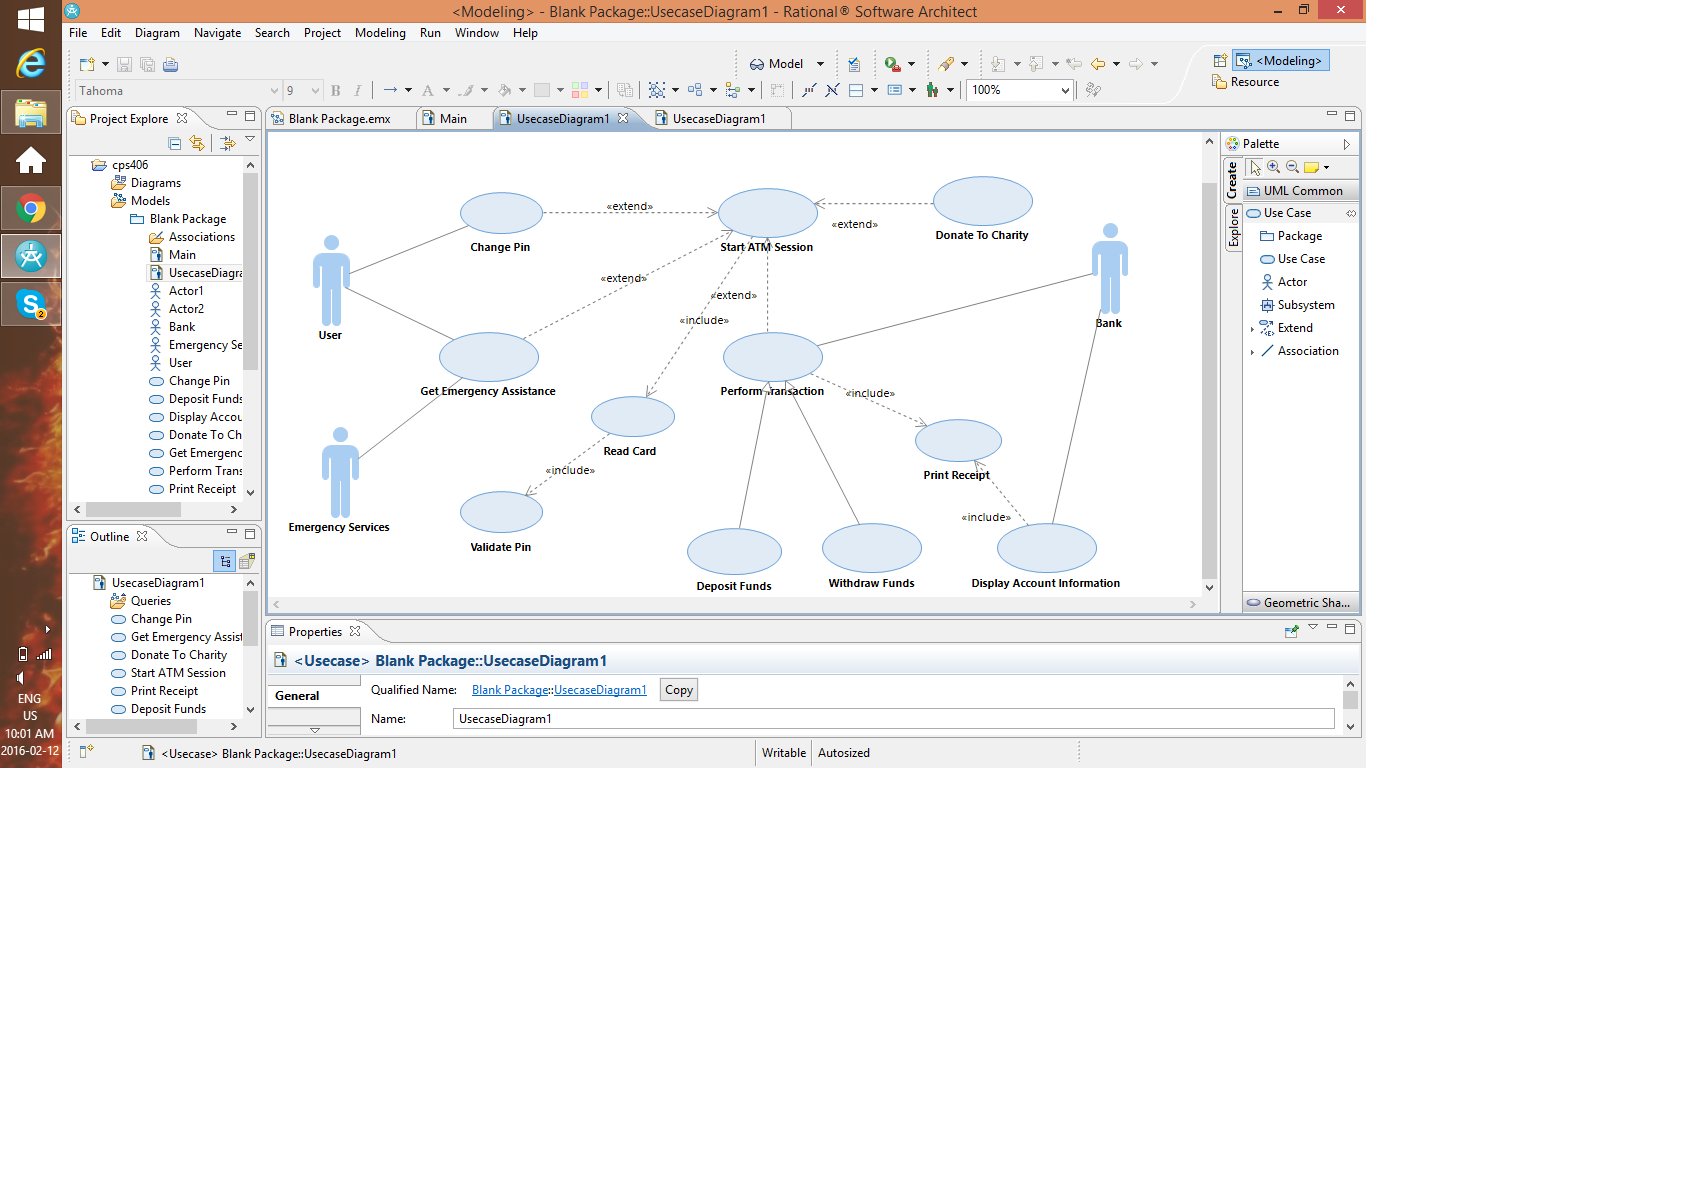 <Modeling> - Blank Package::UsecaseDiagram1 - Rational® Software Architect
File Edit Diagram Navigate Search Project Modeling Run Window Help
Model
<Modeling>
Resource
Tahoma 9 B I A 100%
Project Explore
Blank Package.emx Main UsecaseDiagram1 UsecaseDiagram1
cps406
Diagrams
Models
Blank Package
Associations
Main
UsecaseDiagra
Actor1
Actor2
Bank
Emergency Se
User
Change Pin
Deposit Funds
Display Accou
Donate To Ch
Get Emergenc
Perform Trans
Print Receipt
Outline
UsecaseDiagram1
Queries
Change Pin
Get Emergency Assist
Donate To Charity
Start ATM Session
Print Receipt
Deposit Funds
«extend»
«extend»
Change Pin
Start ATM Session
Donate To Charity
«extend»
«extend»
«include»
User
Bank
Get Emergency Assistance
Perform Transaction
«include»
Read Card
«include»
Print Receipt
«include»
Emergency Services
Validate Pin
Deposit Funds
Withdraw Funds
Display Account Information
Palette
Create
Explore
UML Common
Use Case
Package
Use Case
Actor
Subsystem
Extend
Association
Geometric Sha...
Properties
<Usecase> Blank Package::UsecaseDiagram1
General
Qualified Name: Blank Package::UsecaseDiagram1 Copy
Name: UsecaseDiagram1
<Usecase> Blank Package::UsecaseDiagram1
Writable
Autosized
2
ENG
US
10:01 AM
2016-02-12